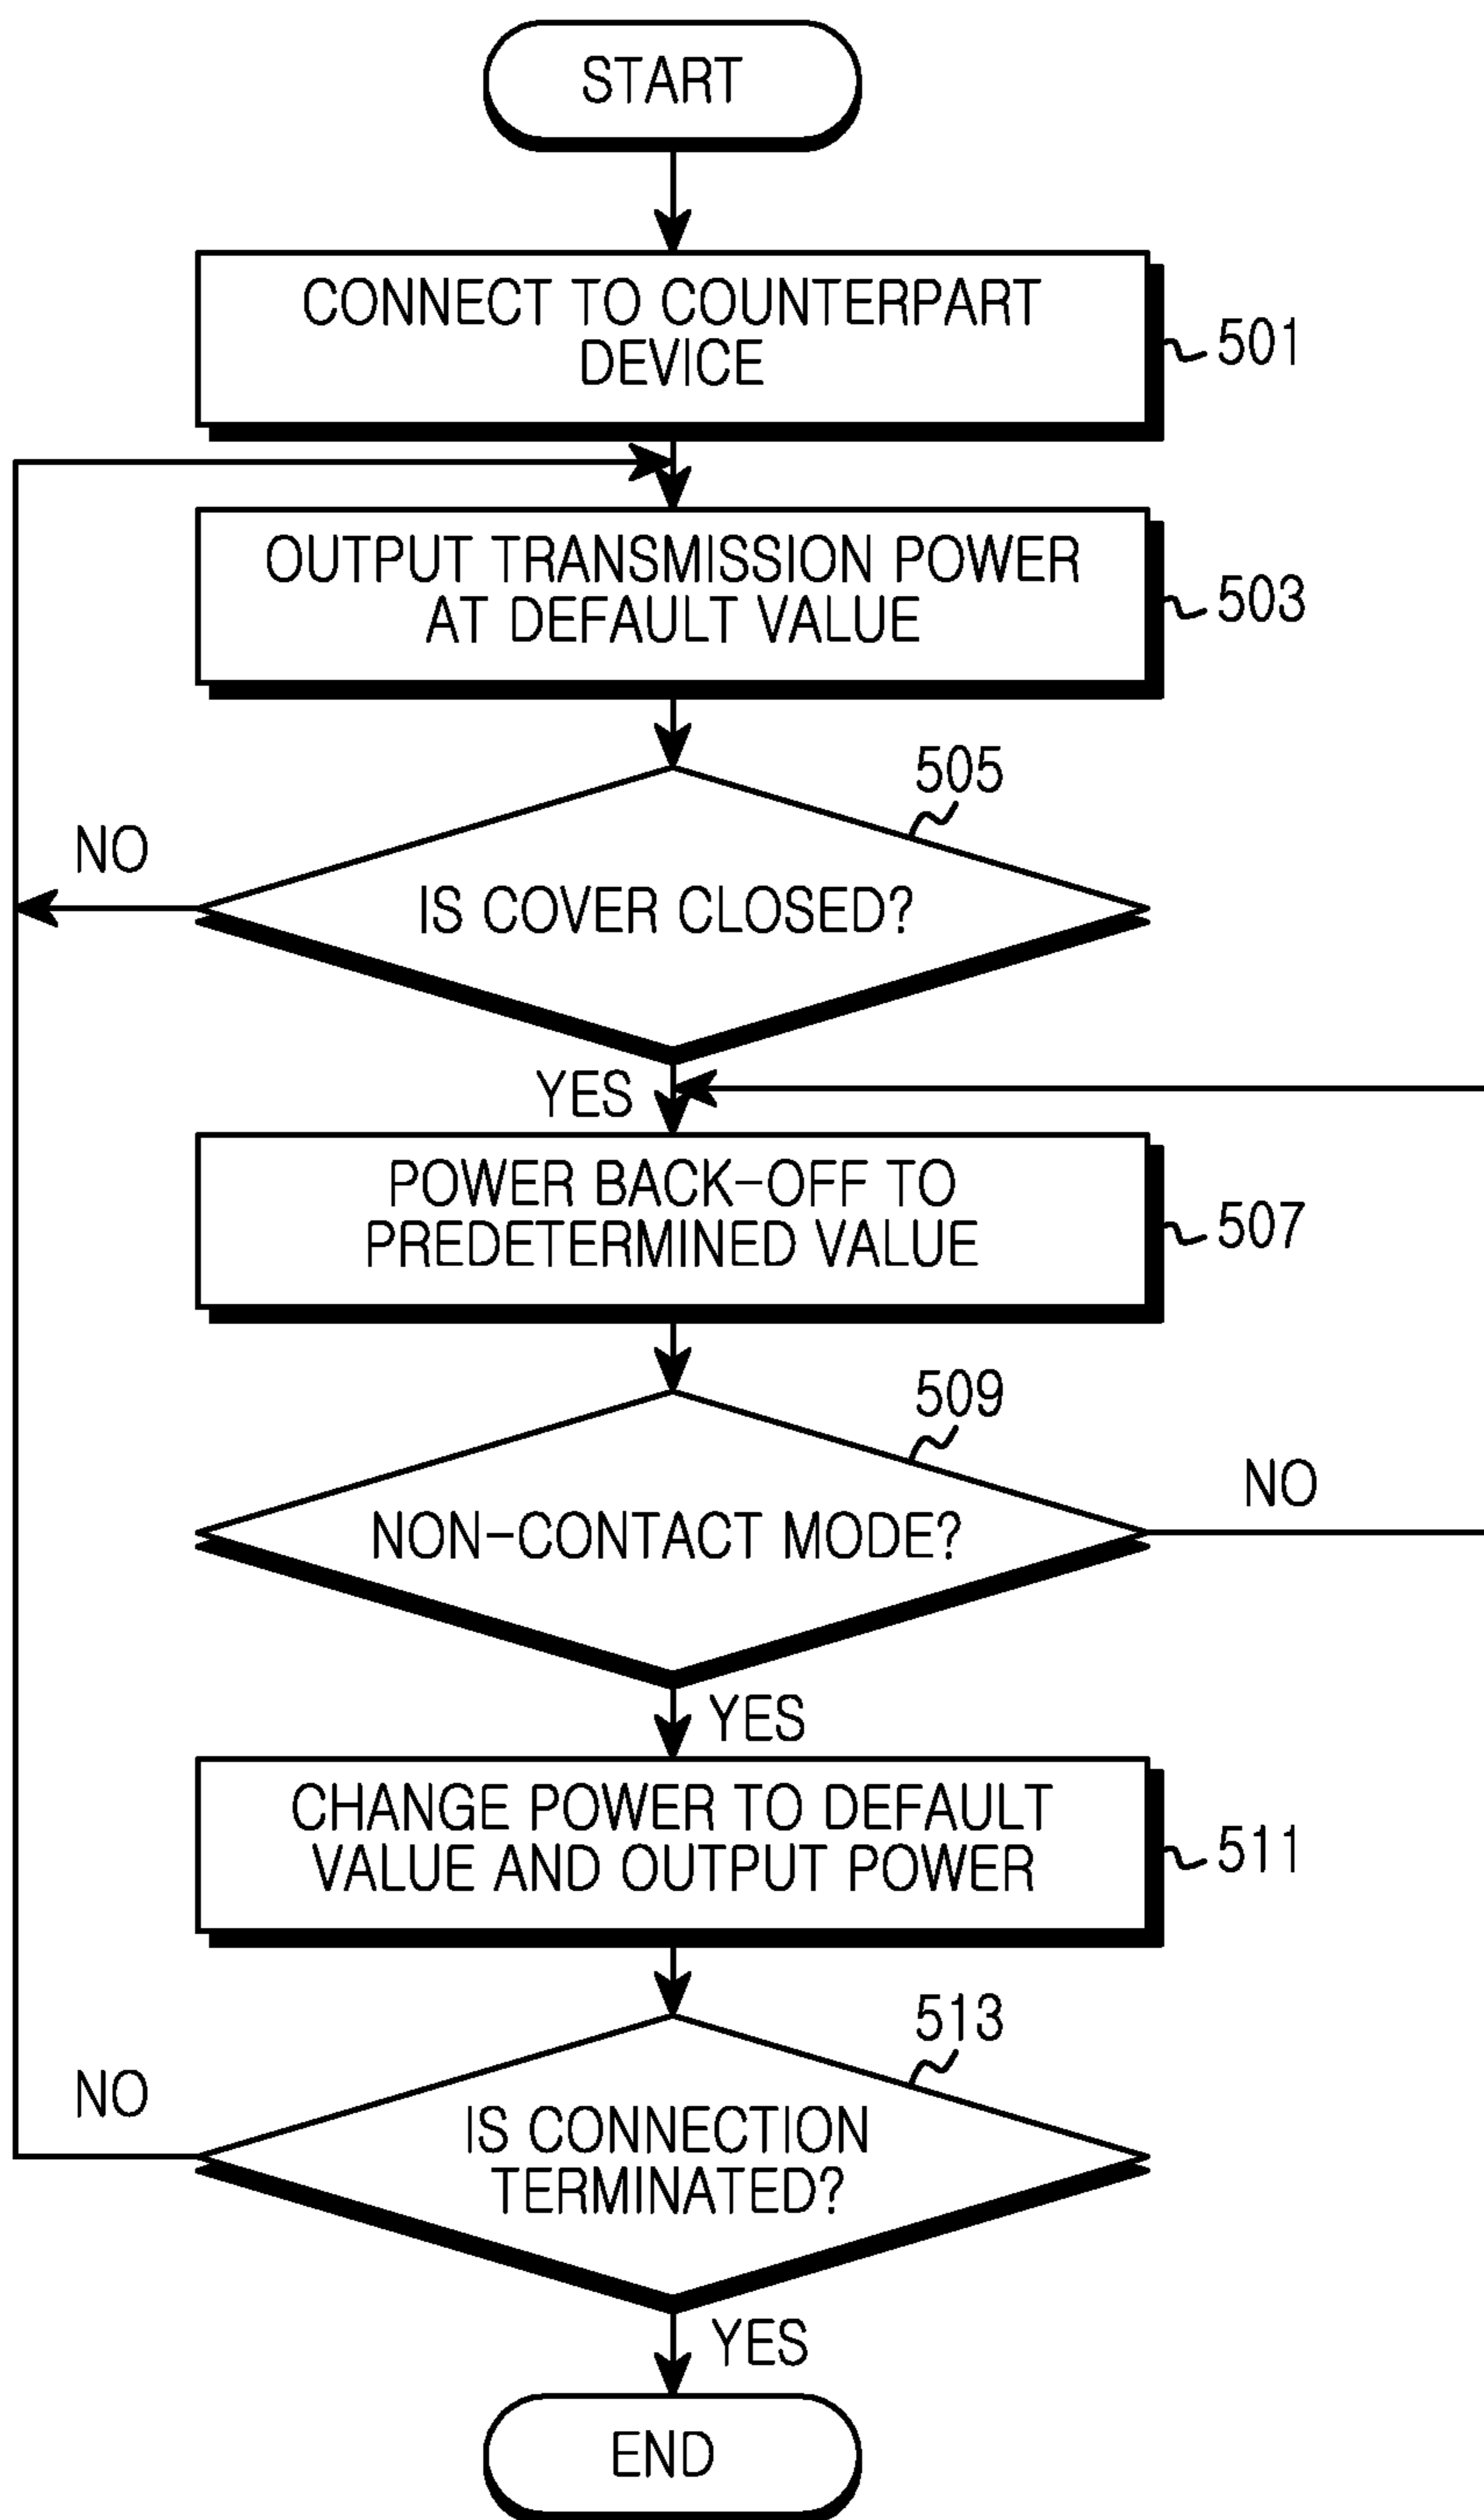 START
CONNECT TO COUNTERPART
DEVICE
501
OUTPUT TRANSMISSION POWER
AT DEFAULT VALUE
503
505
NO
IS COVER CLOSED?
YES
POWER BACK-OFF TO
PREDETERMINED VALUE
507
509
NO
NON-CONTACT MODE?
YES
CHANGE POWER TO DEFAULT
VALUE AND OUTPUT POWER
511
513
NO
IS CONNECTION
TERMINATED?
YES
END